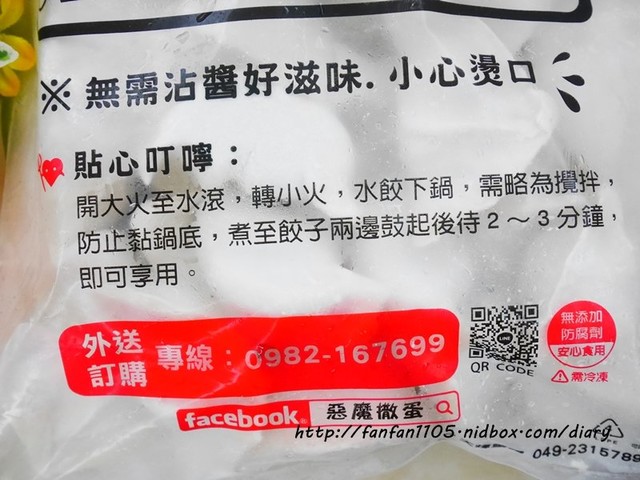 ※ 無需沾醬好滋味. 小心燙口
貼心叮嚀：
開大火至水滾，轉小火，水餃下鍋，需略為攪拌，
防止黏鍋底，煮至餃子兩邊鼓起後待 2 ～ 3 分鐘，
即可享用。
外送
訂購
專線：0982-167699
QR CODE
無添加
防腐劑
安心食用
需冷凍
facebook. 惡魔微蛋
http://fanfan1105.nidbox.com/diary
049-2315789